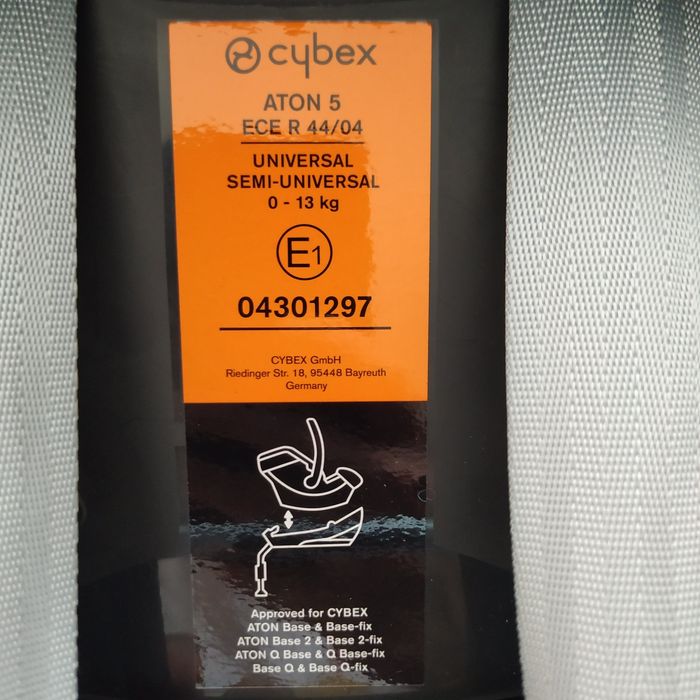 cybex
ATON 5
ECE R 44/04
UNIVERSAL
SEMI-UNIVERSAL
0 - 13 kg
E1
04301297
CYBEX GmbH
Riedinger Str. 18, 95448 Bayreuth
Germany
Approved for CYBEX
ATON Base & Base-fix
ATON Base 2 & Base 2-fix
ATON Q Base & Q Base-fix
Base Q & Base Q-fix